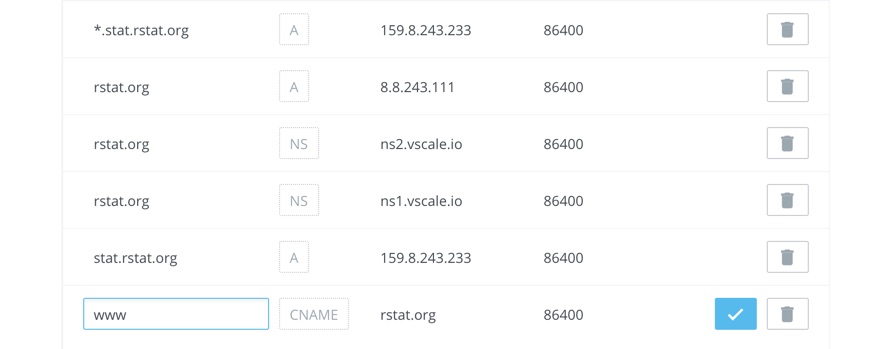 *.stat.rstat.org A 159.8.243.233 86400
rstat.org A 8.8.243.111 86400
rstat.org NS ns2.vscale.io 86400
rstat.org NS ns1.vscale.io 86400
stat.rstat.org A 159.8.243.233 86400
www CNAME rstat.org 86400